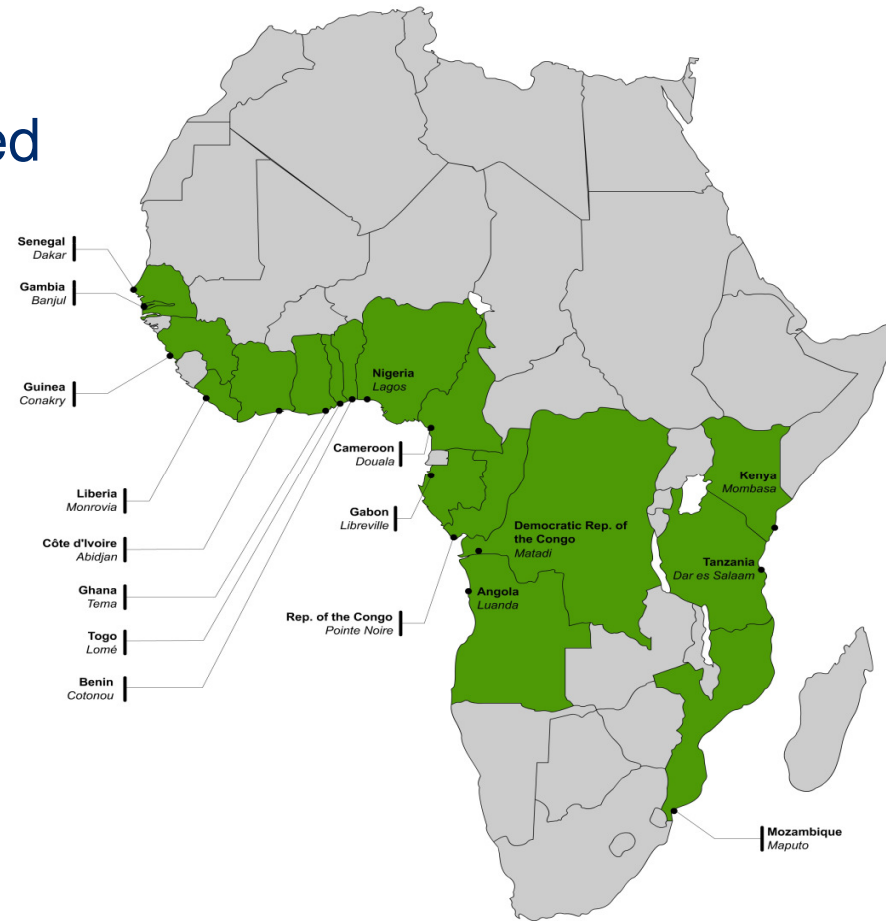 ed
Senegal
Dakar
Gambia
Banjul
Guinea
Conakry
Liberia
Monrovia
Côte d'Ivoire
Abidjan
Ghana
Tema
Togo
Lomé
Benin
Cotonou
Nigeria
Lagos
Cameroon
Douala
Gabon
Libreville
Rep. of the Congo
Pointe Noire
Democratic Rep. of
the Congo
Matadi
Angola
Luanda
Kenya
Mombasa
Tanzania
Dar es Salaam
Mozambique
Maputo